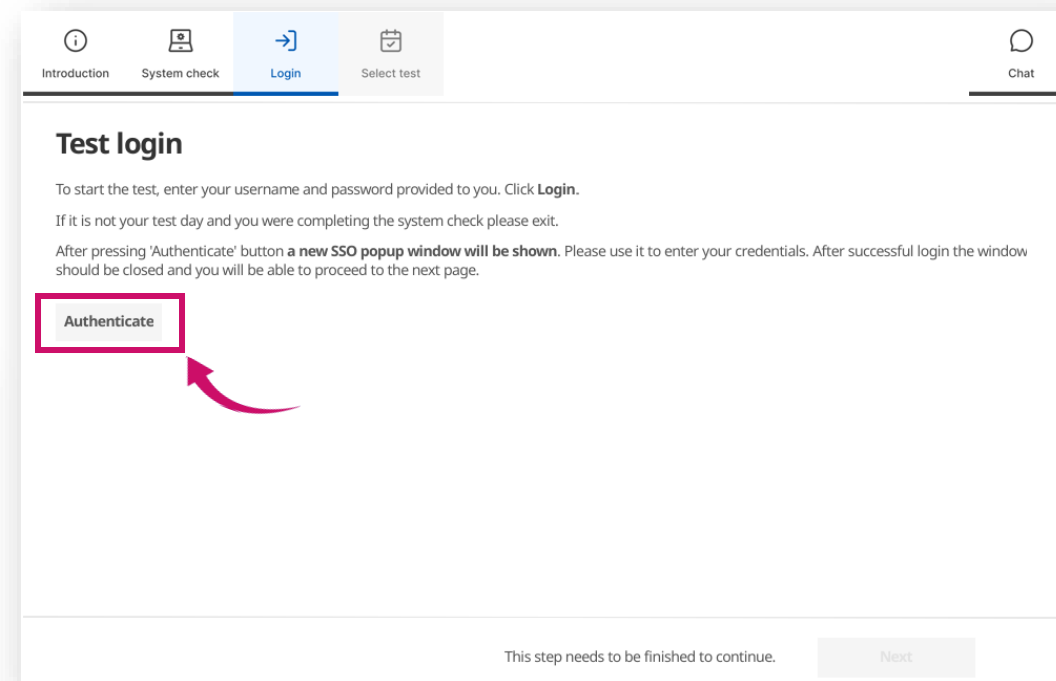 Introduction
System check
Login
Select test
Chat
Test login
To start the test, enter your username and password provided to you. Click Login.
If it is not your test day and you were completing the system check please exit.
After pressing 'Authenticate' button a new SSO popup window will be shown. Please use it to enter your credentials. After successful login the window
should be closed and you will be able to proceed to the next page.
Authenticate
This step needs to be finished to continue.
Next